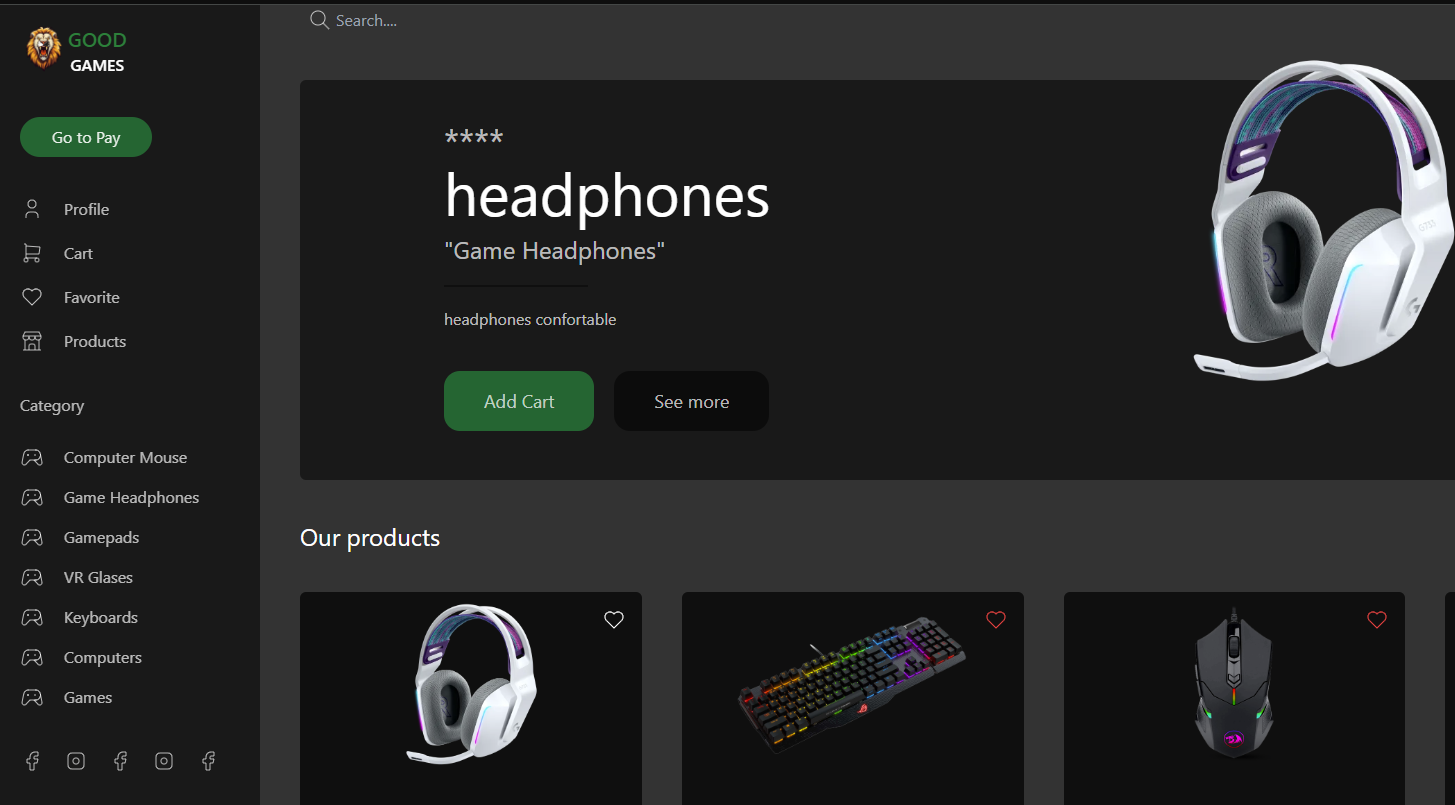 GOOD
GAMES
Go to Pay
Profile
Cart
Favorite
Products
Category
Computer Mouse
Game Headphones
Gamepads
VR Glases
Keyboards
Computers
Games
Search....
****
headphones
"Game Headphones"
headphones confortable
Add Cart
See more
Our products